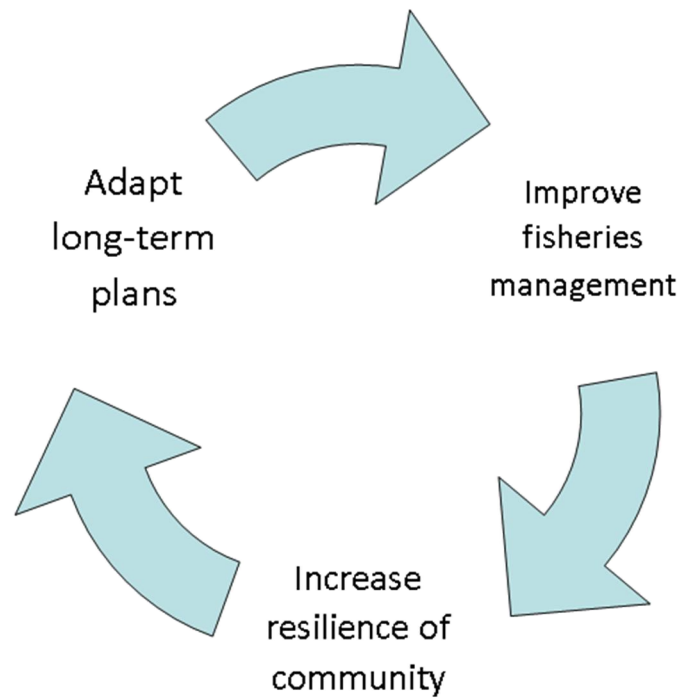 Adapt
long-term
plans
Improve
fisheries
management
Increase
resilience of
community